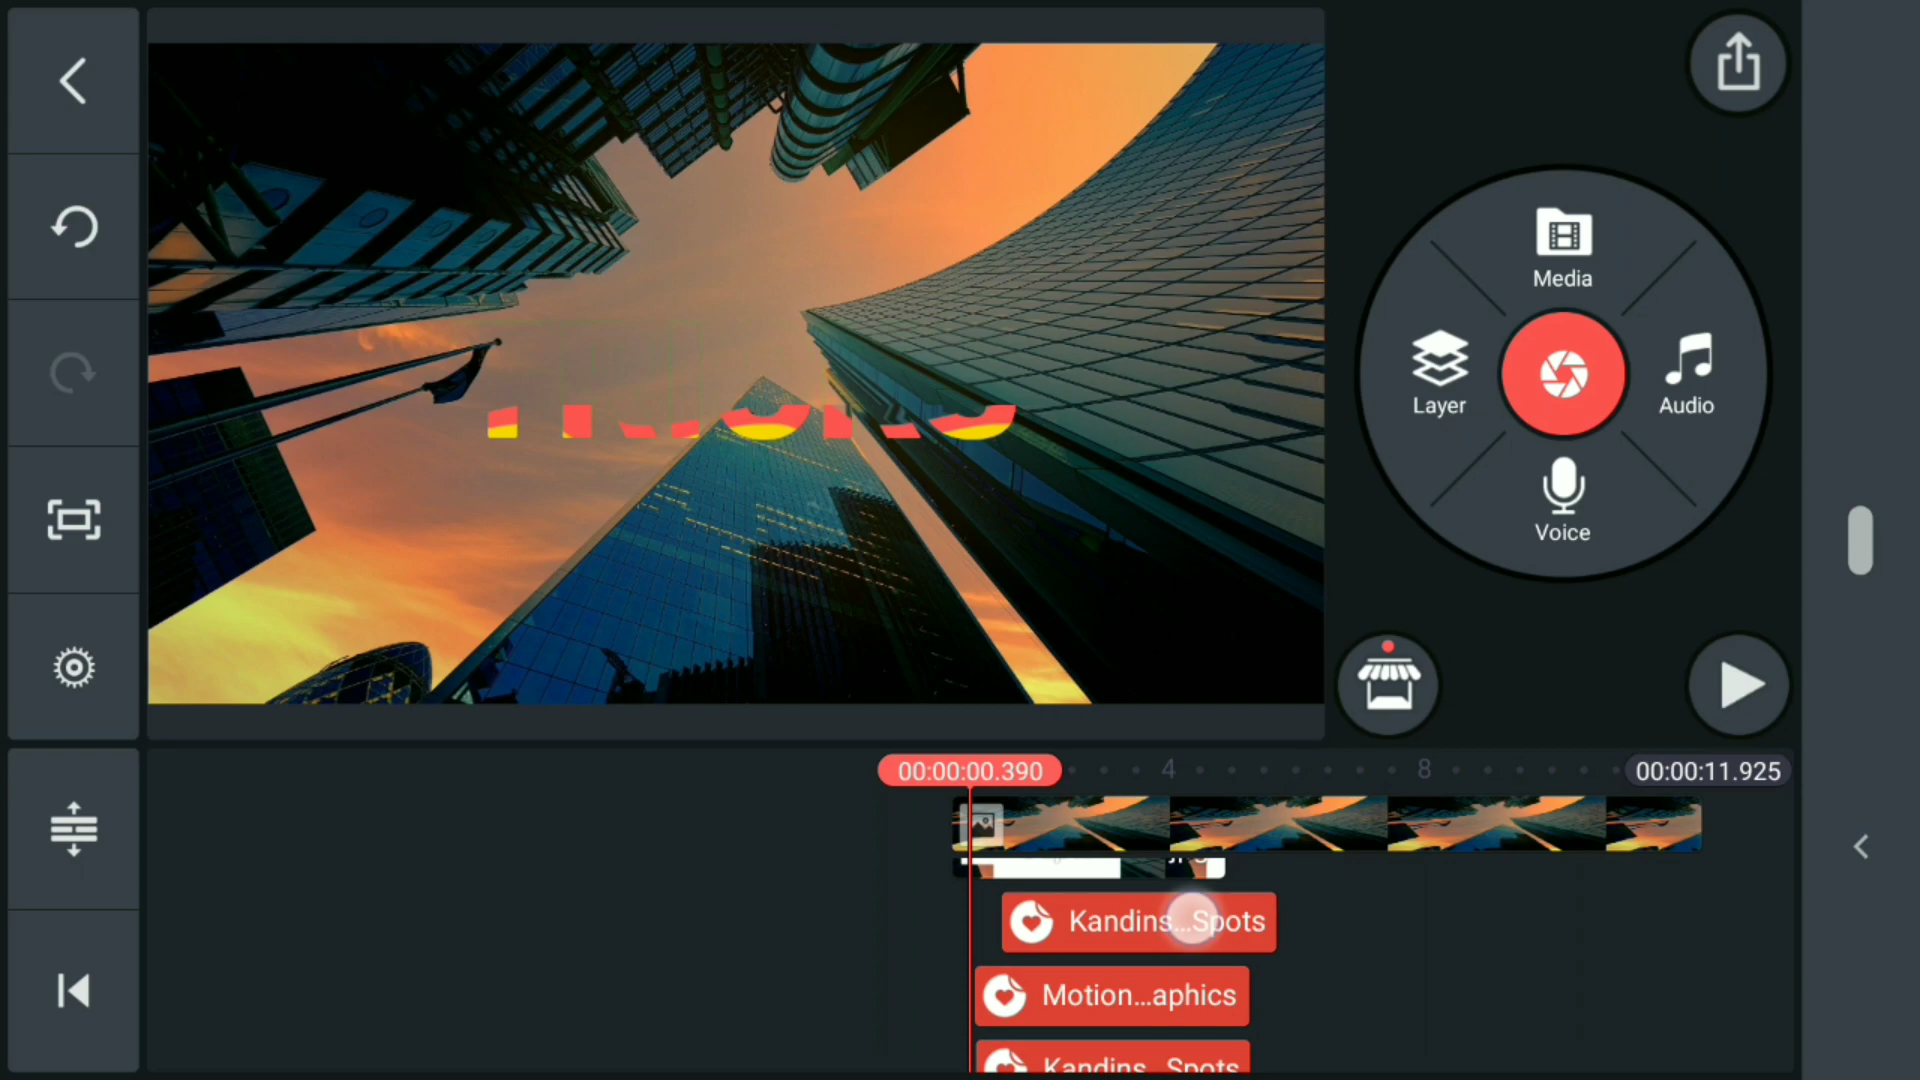 Media
Layer
Audio
Voice
00:00:00.390
4
8
00:00:11.925
Kandins...Spots
Motion...aphics
Kandins...Spots